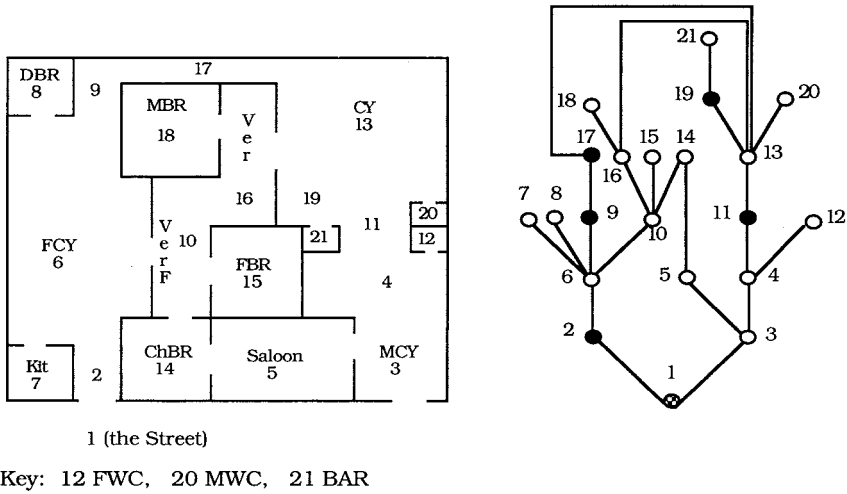 DBR
8
9
17
MBR
18
V
e
r
CY
13
16
19
20
11
12
21
V
e
r
F
10
FCY
6
FBR
15
4
Kit
7
2
ChBR
14
Saloon
5
MCY
3
1 (the Street)
Key: 12 FWC, 20 MWC, 21 BAR
21
18
19
20
17
15
14
16
13
7
8
9
10
11
12
6
5
4
2
3
1